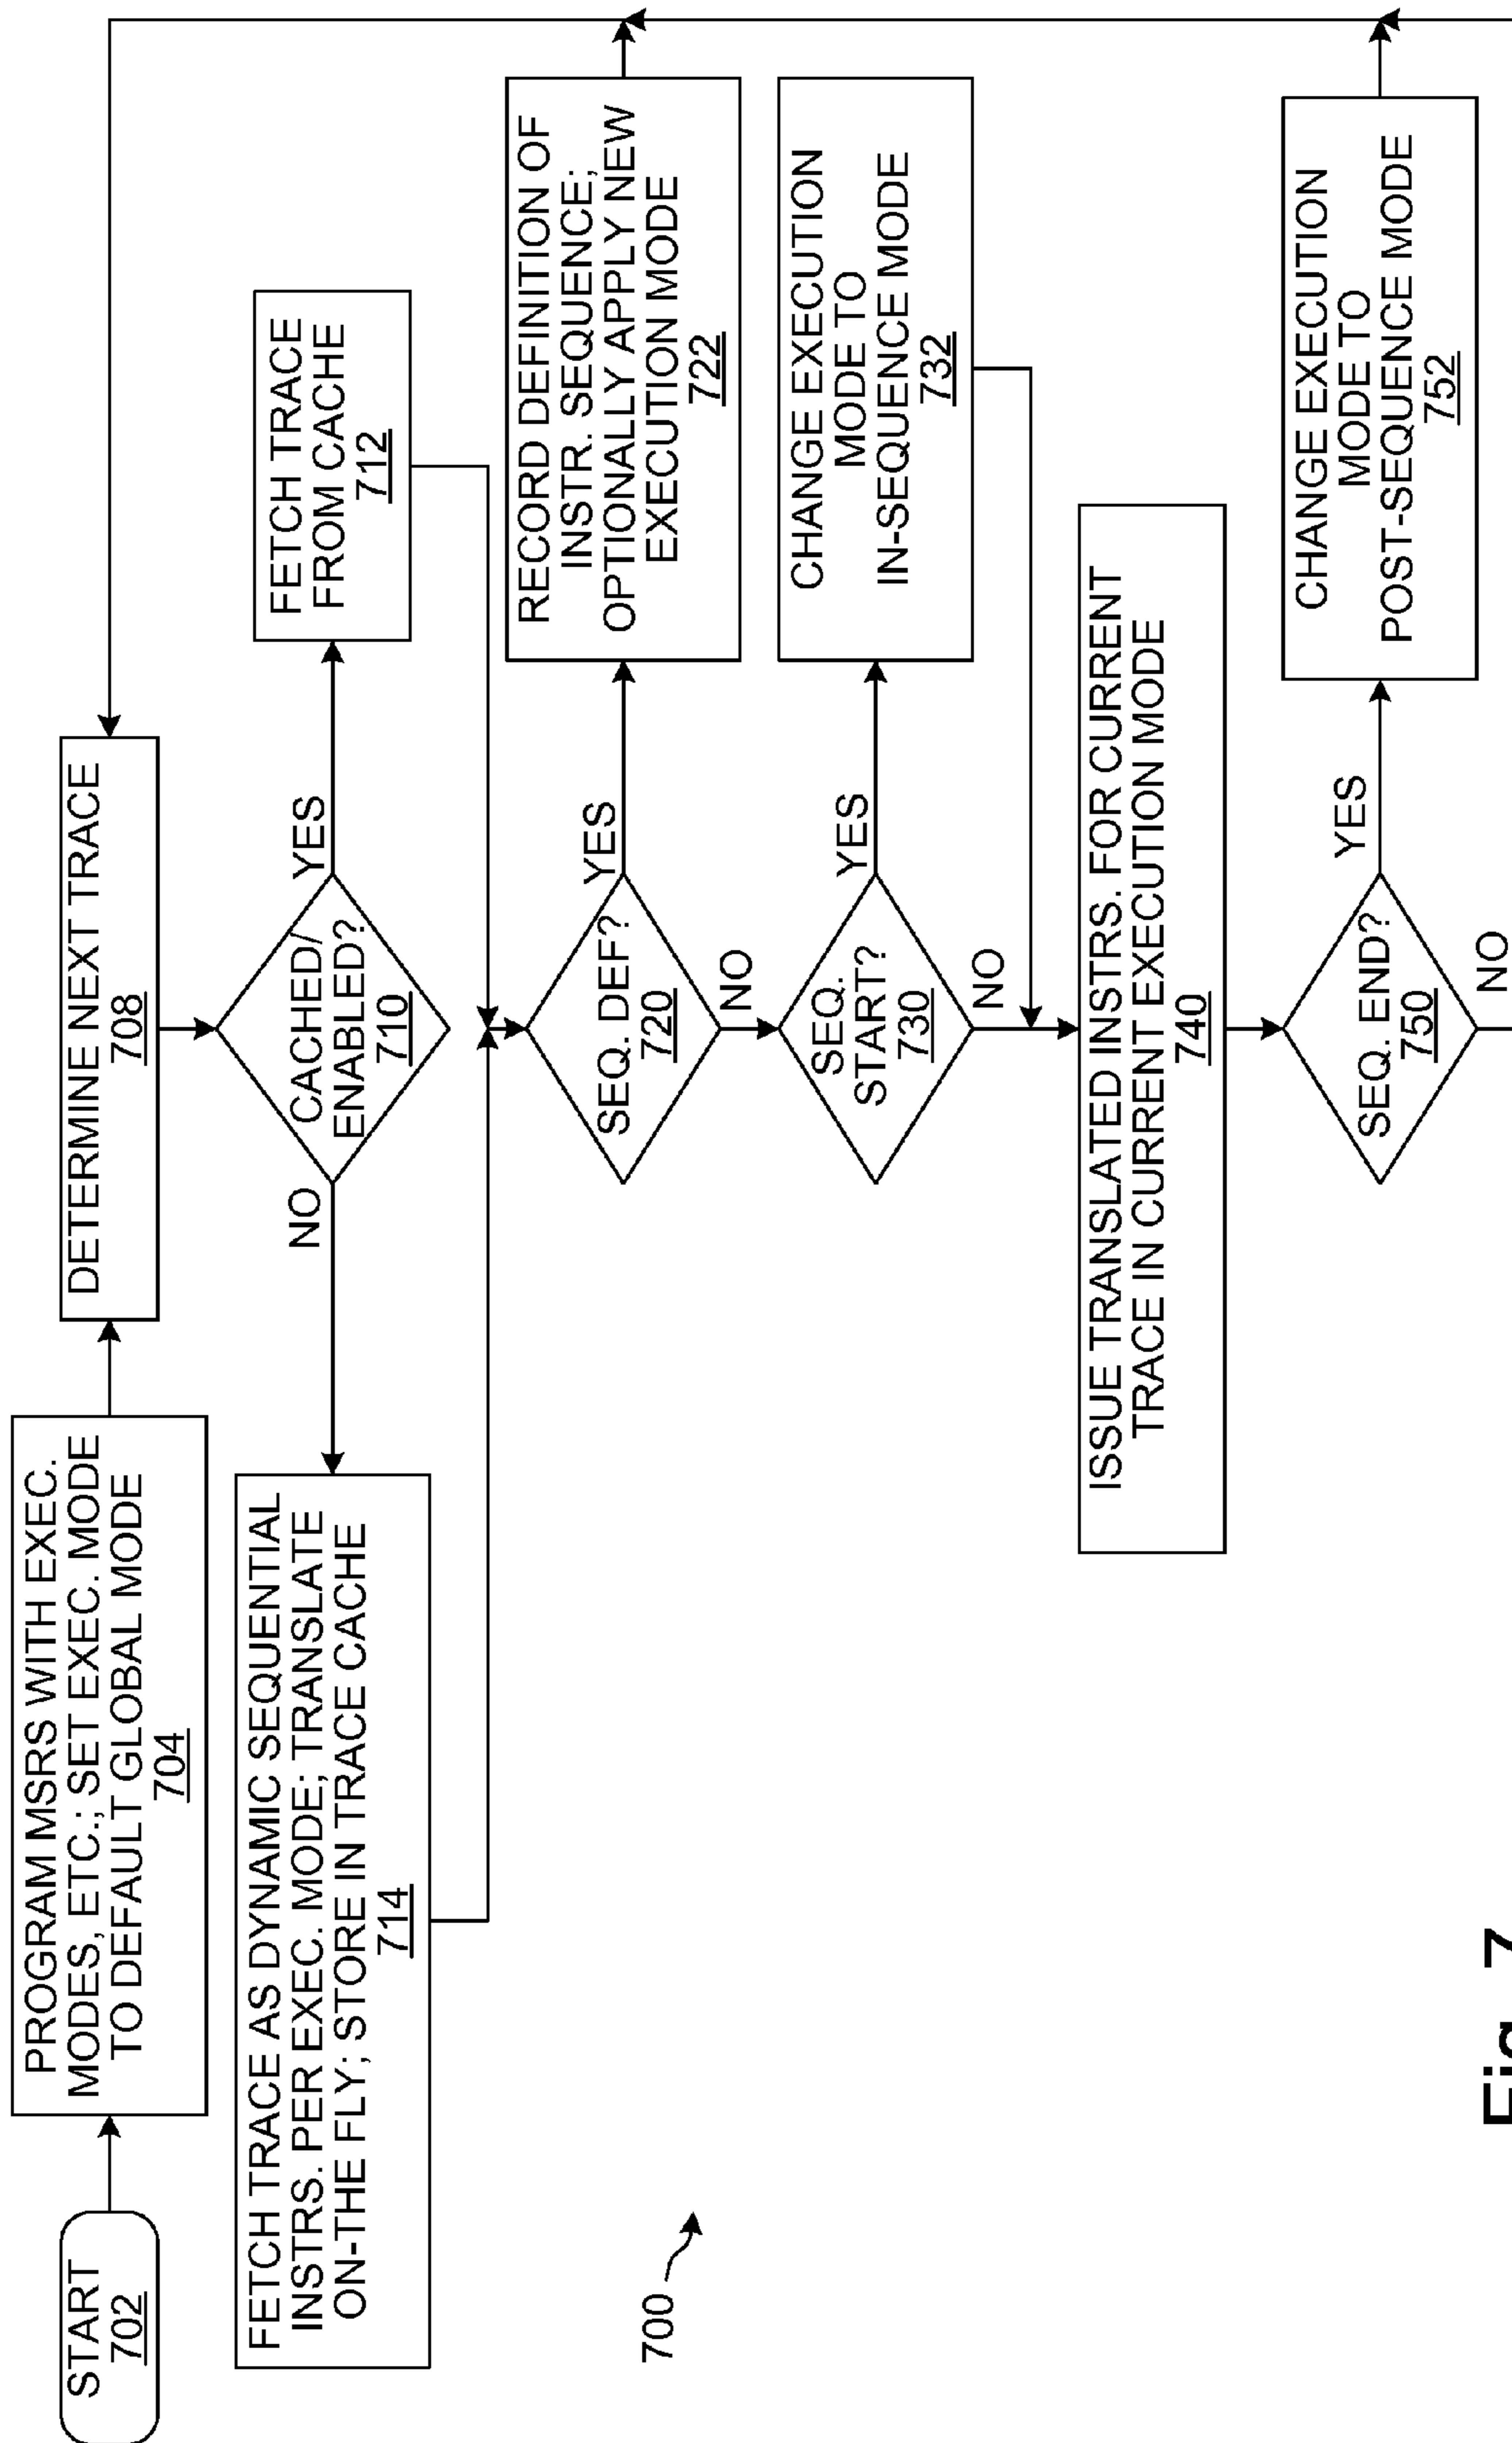 START
702
PROGRAM MSRS WITH EXEC.
MODES, ETC.; SET EXEC. MODE
TO DEFAULT GLOBAL MODE
704
DETERMINE NEXT TRACE
708
CACHED/
ENABLED?
710
YES
NO
FETCH TRACE
FROM CACHE
712
FETCH TRACE AS DYNAMIC SEQUENTIAL
INSTRS. PER EXEC. MODE; TRANSLATE
ON-THE FLY; STORE IN TRACE CACHE
714
SEQ. DEF?
720
YES
NO
RECORD DEFINITION OF
INSTR. SEQUENCE;
OPTIONALLY APPLY NEW
EXECUTION MODE
722
SEQ.
START?
730
YES
NO
CHANGE EXECUTION
MODE TO
IN-SEQUENCE MODE
732
ISSUE TRANSLATED INSTRS. FOR CURRENT
TRACE IN CURRENT EXECUTION MODE
740
SEQ. END?
750
YES
NO
CHANGE EXECUTION
MODE TO
POST-SEQUENCE MODE
752
700
Fig. 7